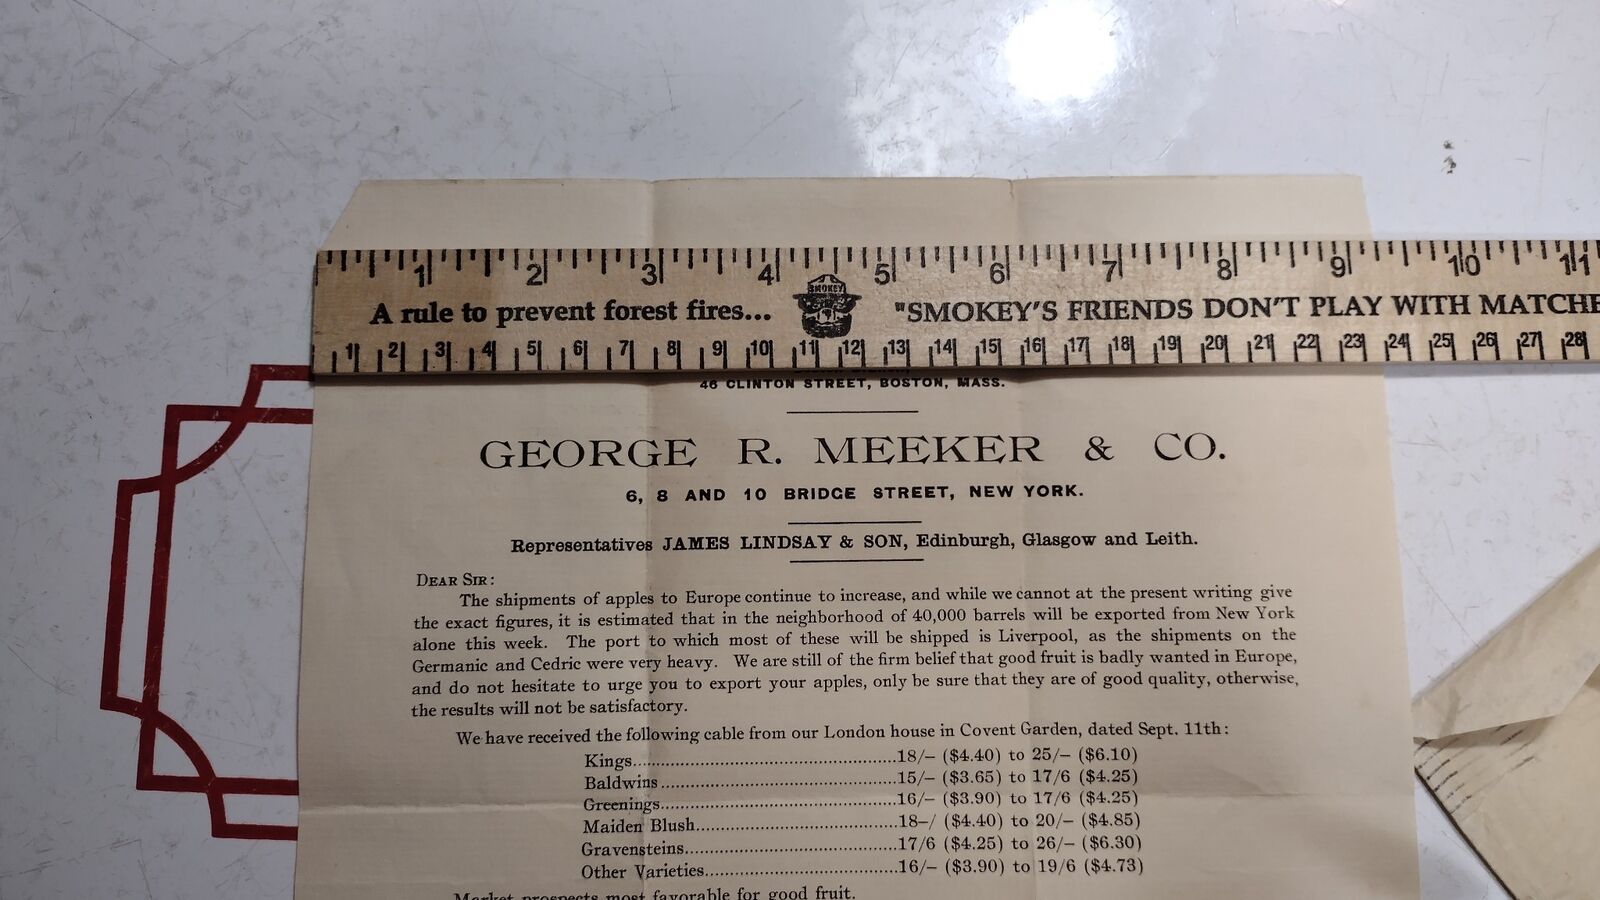 1 2 3 4 5 6 7 8 9 10 11
A rule to prevent forest fires... SMOKEY "SMOKEY'S FRIENDS DON'T PLAY WITH MATCHE
1 2 3 4 5 6 7 8 9 10 11 12 13 14 15 16 17 18 19 20 21 22 23 24 25 26 27 28
46 CLINTON STREET, BOSTON, MASS.
GEORGE R. MEEKER & CO.
6, 8 AND 10 BRIDGE STREET, NEW YORK.
Representatives JAMES LINDSAY & SON, Edinburgh, Glasgow and Leith.
DEAR SIR:
The shipments of apples to Europe continue to increase, and while we cannot at the present writing give
the exact figures, it is estimated that in the neighborhood of 40,000 barrels will be exported from New York
alone this week. The port to which most of these will be shipped is Liverpool, as the shipments on the
Germanic and Cedric were very heavy. We are still of the firm belief that good fruit is badly wanted in Europe,
and do not hesitate to urge you to export your apples, only be sure that they are of good quality, otherwise,
the results will not be satisfactory.
We have received the following cable from our London house in Covent Garden, dated Sept. 11th:
Kings..........18/– ($4.40) to 25/– ($6.10)
Baldwins..........15/– ($3.65) to 17/6 ($4.25)
Greenings..........16/– ($3.90) to 17/6 ($4.25)
Maiden Blush..........18–/ ($4.40) to 20/– ($4.85)
Gravensteins..........17/6 ($4.25) to 26/– ($6.30)
Other Varieties..........16/– ($3.90) to 19/6 ($4.73)
Market prospects most favorable for good fruit.